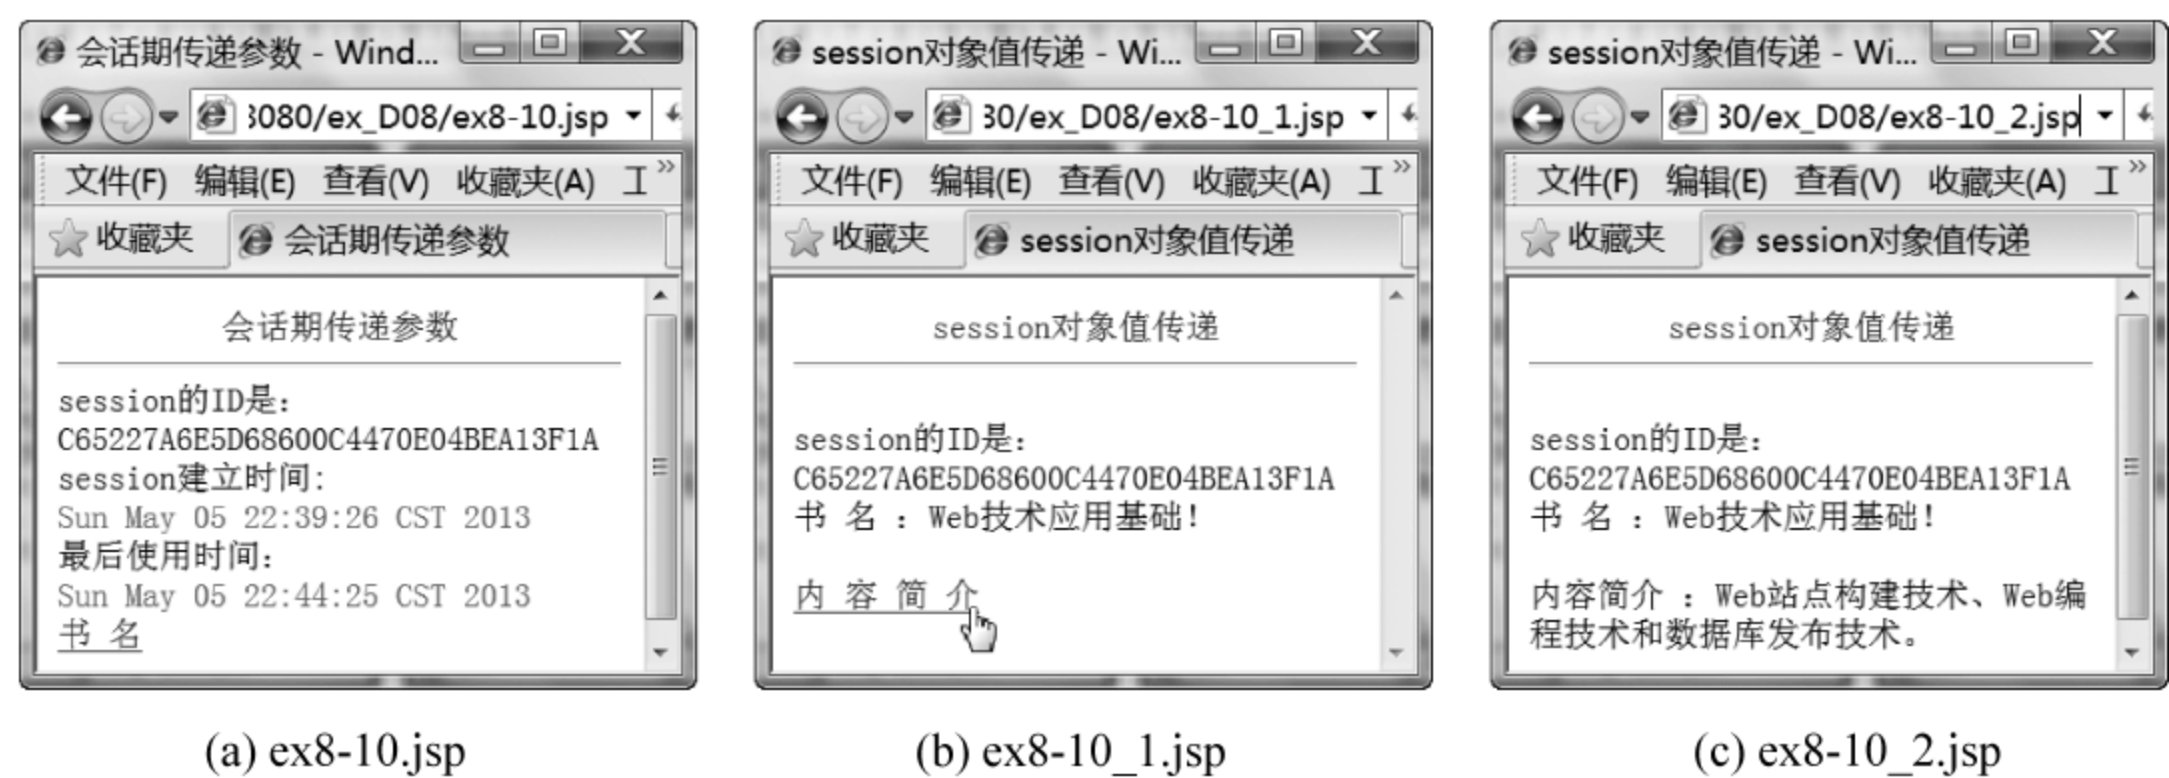 会话期传递参数 - Wind...
3080/ex_D08/ex8-10.jsp
文件(F) 编辑(E) 查看(V) 收藏夹(A) 工 »
收藏夹 会话期传递参数
会话期传递参数
session的ID是:
C65227A6E5D68600C4470E04BEA13F1A
session建立时间:
Sun May 05 22:39:26 CST 2013
最后使用时间:
Sun May 05 22:44:25 CST 2013
书 名
(a) ex8-10.jsp
session对象值传递 - Wi...
30/ex_D08/ex8-10_1.jsp
文件(F) 编辑(E) 查看(V) 收藏夹(A) 工 »
收藏夹 session对象值传递
session对象值传递
session的ID是:
C65227A6E5D68600C4470E04BEA13F1A
书 名 : Web技术应用基础!
内 容 简 介
(b) ex8-10_1.jsp
session对象值传递 - Wi...
30/ex_D08/ex8-10_2.jsp
文件(F) 编辑(E) 查看(V) 收藏夹(A) 工 »
收藏夹 session对象值传递
session对象值传递
session的ID是:
C65227A6E5D68600C4470E04BEA13F1A
书 名 : Web技术应用基础!
内容简介 : Web站点构建技术、Web编
程技术和数据库发布技术。
(c) ex8-10_2.jsp